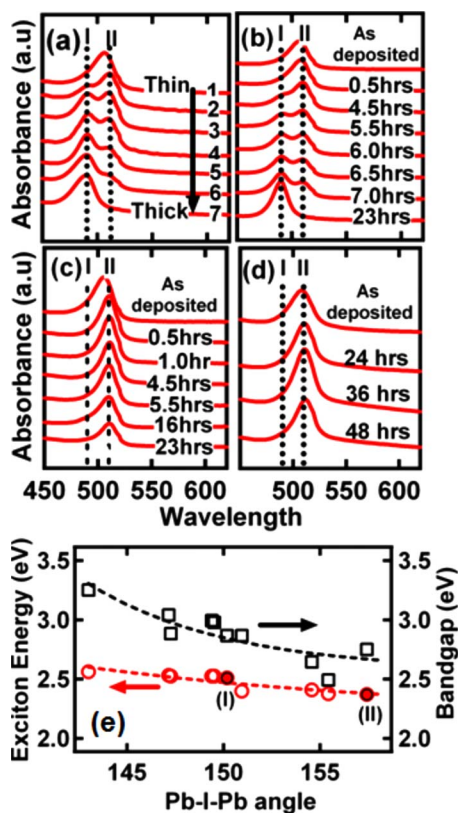 (a) I II
Thin 1
2
3
4
5
6
Thick 7
Absorbance (a.u)
(b) I II As
deposited
0.5hrs
4.5hrs
5.5hrs
6.0hrs
6.5hrs
7.0hrs
23hrs
Absorbance (a.u)
(c) I II
As
deposited
0.5hrs
1.0hr
4.5hrs
5.5hrs
16hrs
23hrs
Absorbance (a.u)
(d) I II
As
deposited
24 hrs
36 hrs
48 hrs
450 500 550 600 500 550 600
Wavelength
Exciton Energy (eV)
3.5
3.0
2.5
2.0
(e)
(I)
(II)
3.5
3.0
2.5
2.0
Bandgap (eV)
145 150 155
Pb-I-Pb angle